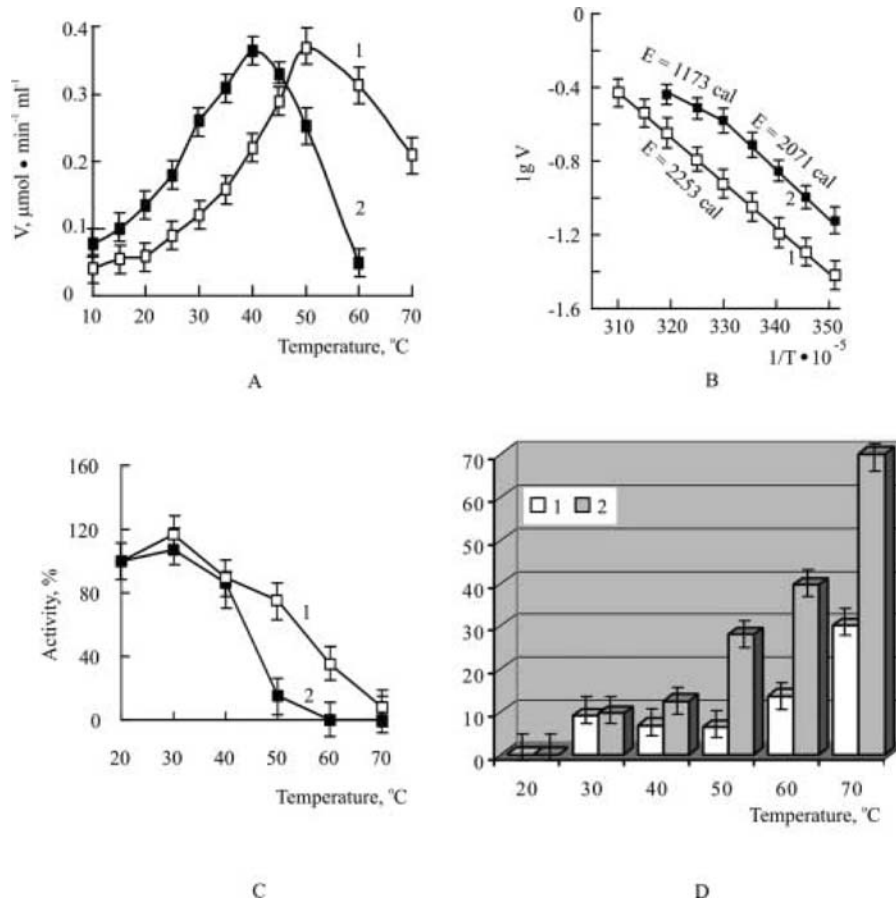 0.4
0.3
0.2
0.1
0
V, µmol • min⁻¹ ml⁻¹
1
2
10 20 30 40 50 60 70
Temperature, °C
A
0
-0.4
-0.8
-1.2
-1.6
1g V
E = 1173 cal
E = 2071 cal
E = 2253 cal
2
1
310 320 330 340 350
1/T • 10⁻⁵
B
160
120
80
40
0
Activity, %
1
2
20 30 40 50 60 70
Temperature, °C
C
70
60
50
40
30
20
10
0
1 2
20 30 40 50 60 70
Temperature, °C
D